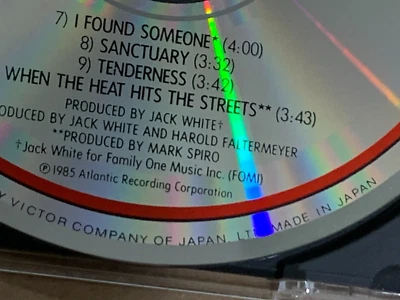 7) I FOUND SOMEONE* (4:00)
8) SANCTUARY (3:32)
9) TENDERNESS (3:42)
WHEN THE HEAT HITS THE STREETS** (3:43)
PRODUCED BY JACK WHITE†
ODUCED BY JACK WHITE AND HAROLD FALTERMEYER
**PRODUCED BY MARK SPIRO
†Jack White for Family One Music Inc. (FOMI)
℗1985 Atlantic Recording Corporation
Y VICTOR COMPANY OF JAPAN, LTD. MADE IN JAPAN